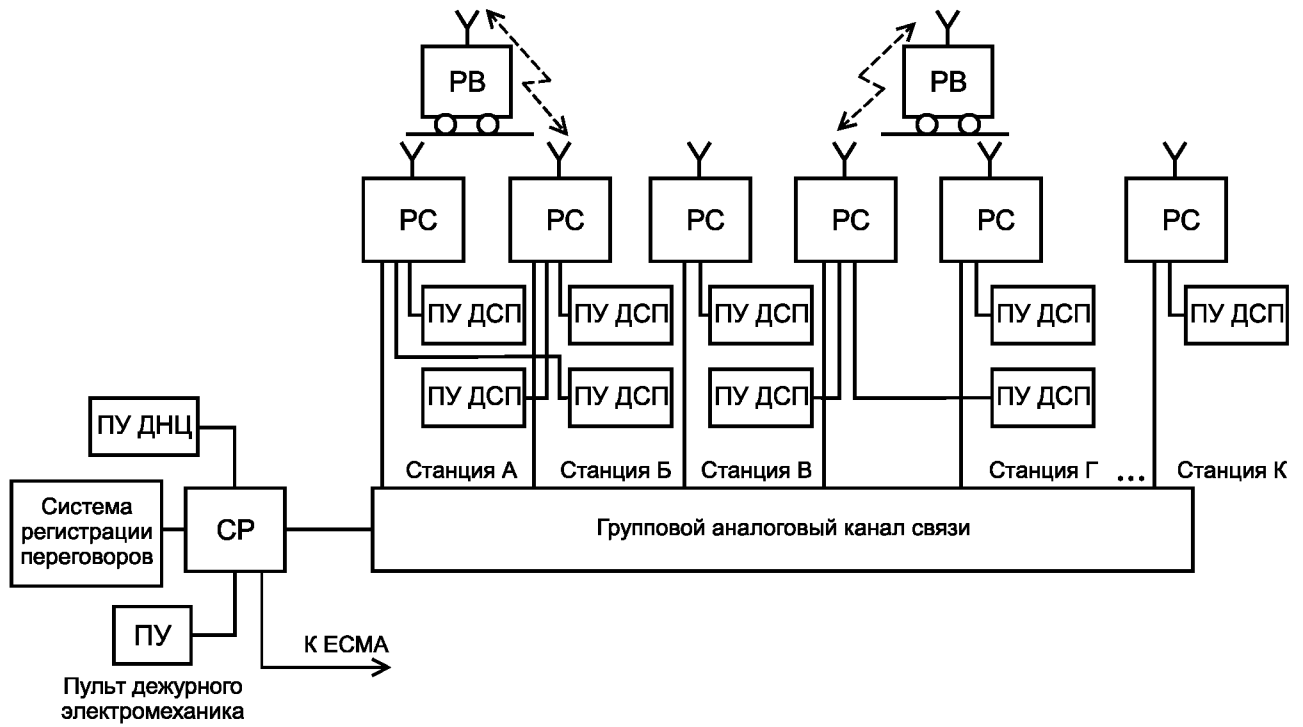 РВ
РВ
РС
РС
РС
РС
РС
РС
ПУ ДСП
ПУ ДСП
ПУ ДСП
ПУ ДСП
ПУ ДСП
ПУ ДСП
ПУ ДСП
ПУ ДСП
ПУ ДСП
ПУ ДНЦ
Станция А
Станция Б
Станция В
Станция Г
...
Станция К
Система
регистрации
переговоров
СР
Групповой аналоговый канал связи
ПУ
К ЕСМА
Пульт дежурного
электромеханика